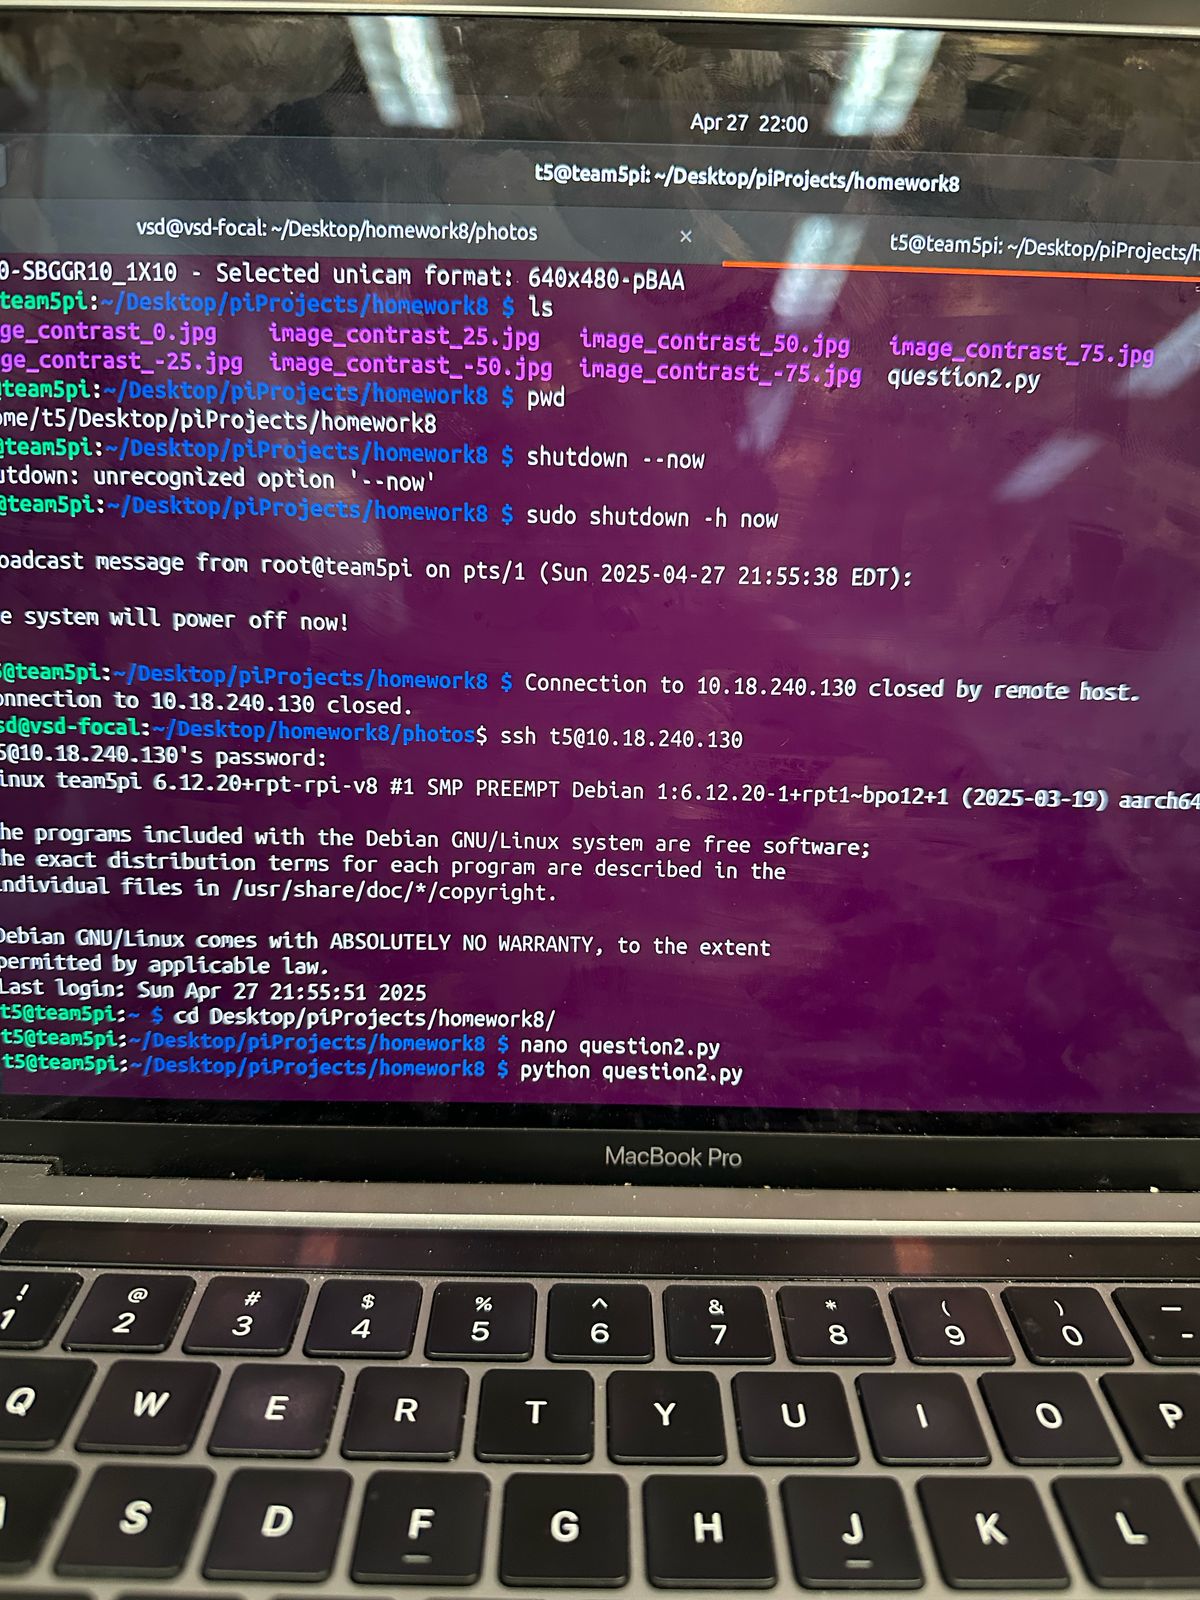 Apr 27 22:00
t5@team5pi: ~/Desktop/piProjects/homework8
vsd@vsd-focal: ~/Desktop/homework8/photos ×
t5@team5pi: ~/Desktop/piProjects/h
0-SBGGR10_1X10 - Selected unicam format: 640x480-pBAA
team5pi:~/Desktop/piProjects/homework8 $ ls
ge_contrast_0.jpg image_contrast_25.jpg image_contrast_50.jpg image_contrast_75.jpg
ge_contrast_-25.jpg image_contrast_-50.jpg image_contrast_-75.jpg question2.py
@team5pi:~/Desktop/piProjects/homework8 $ pwd
ome/t5/Desktop/piProjects/homework8
@team5pi:~/Desktop/piProjects/homework8 $ shutdown --now
utdown: unrecognized option '--now'
@team5pi:~/Desktop/piProjects/homework8 $ sudo shutdown -h now
oadcast message from root@team5pi on pts/1 (Sun 2025-04-27 21:55:38 EDT):
e system will power off now!
5@team5pi:~/Desktop/piProjects/homework8 $ Connection to 10.18.240.130 closed by remote host.
onnection to 10.18.240.130 closed.
sd@vsd-focal:~/Desktop/homework8/photos$ ssh t5@10.18.240.130
5@10.18.240.130's password:
inux team5pi 6.12.20+rpt-rpi-v8 #1 SMP PREEMPT Debian 1:6.12.20-1+rpt1~bpo12+1 (2025-03-19) aarch64
he programs included with the Debian GNU/Linux system are free software;
he exact distribution terms for each program are described in the
individual files in /usr/share/doc/*/copyright.
Debian GNU/Linux comes with ABSOLUTELY NO WARRANTY, to the extent
permitted by applicable law.
Last login: Sun Apr 27 21:55:51 2025
t5@team5pi:~ $ cd Desktop/piProjects/homework8/
t5@team5pi:~/Desktop/piProjects/homework8 $ nano question2.py
t5@team5pi:~/Desktop/piProjects/homework8 $ python question2.py
MacBook Pro
! @ # $ % ^ & * ( ) —
1 2 3 4 5 6 7 8 9 0 -
Q W E R T Y U I O P
S D F G H J K L